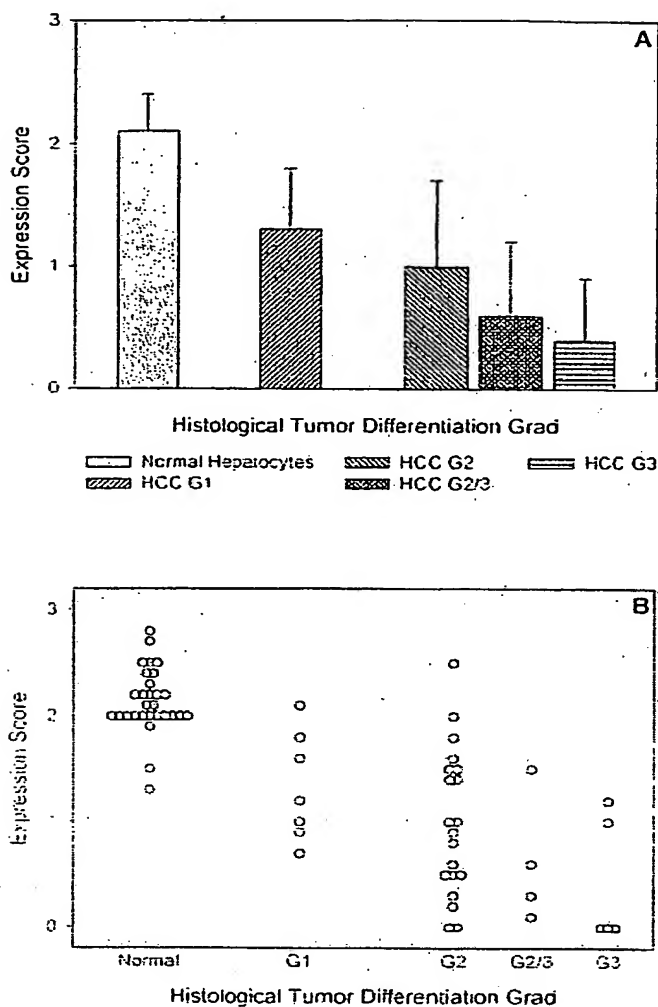 3
A
2
1
0
Expression Score
Histological Tumor Differentiation Grad
Normal Hepatocytes HCC G2 HCC G3
HCC G1 HCC G2/3
3
B
2
0
Expression Score
Normal G1 G2 G2/3 G3
Histological Tumor Differentiation Grad